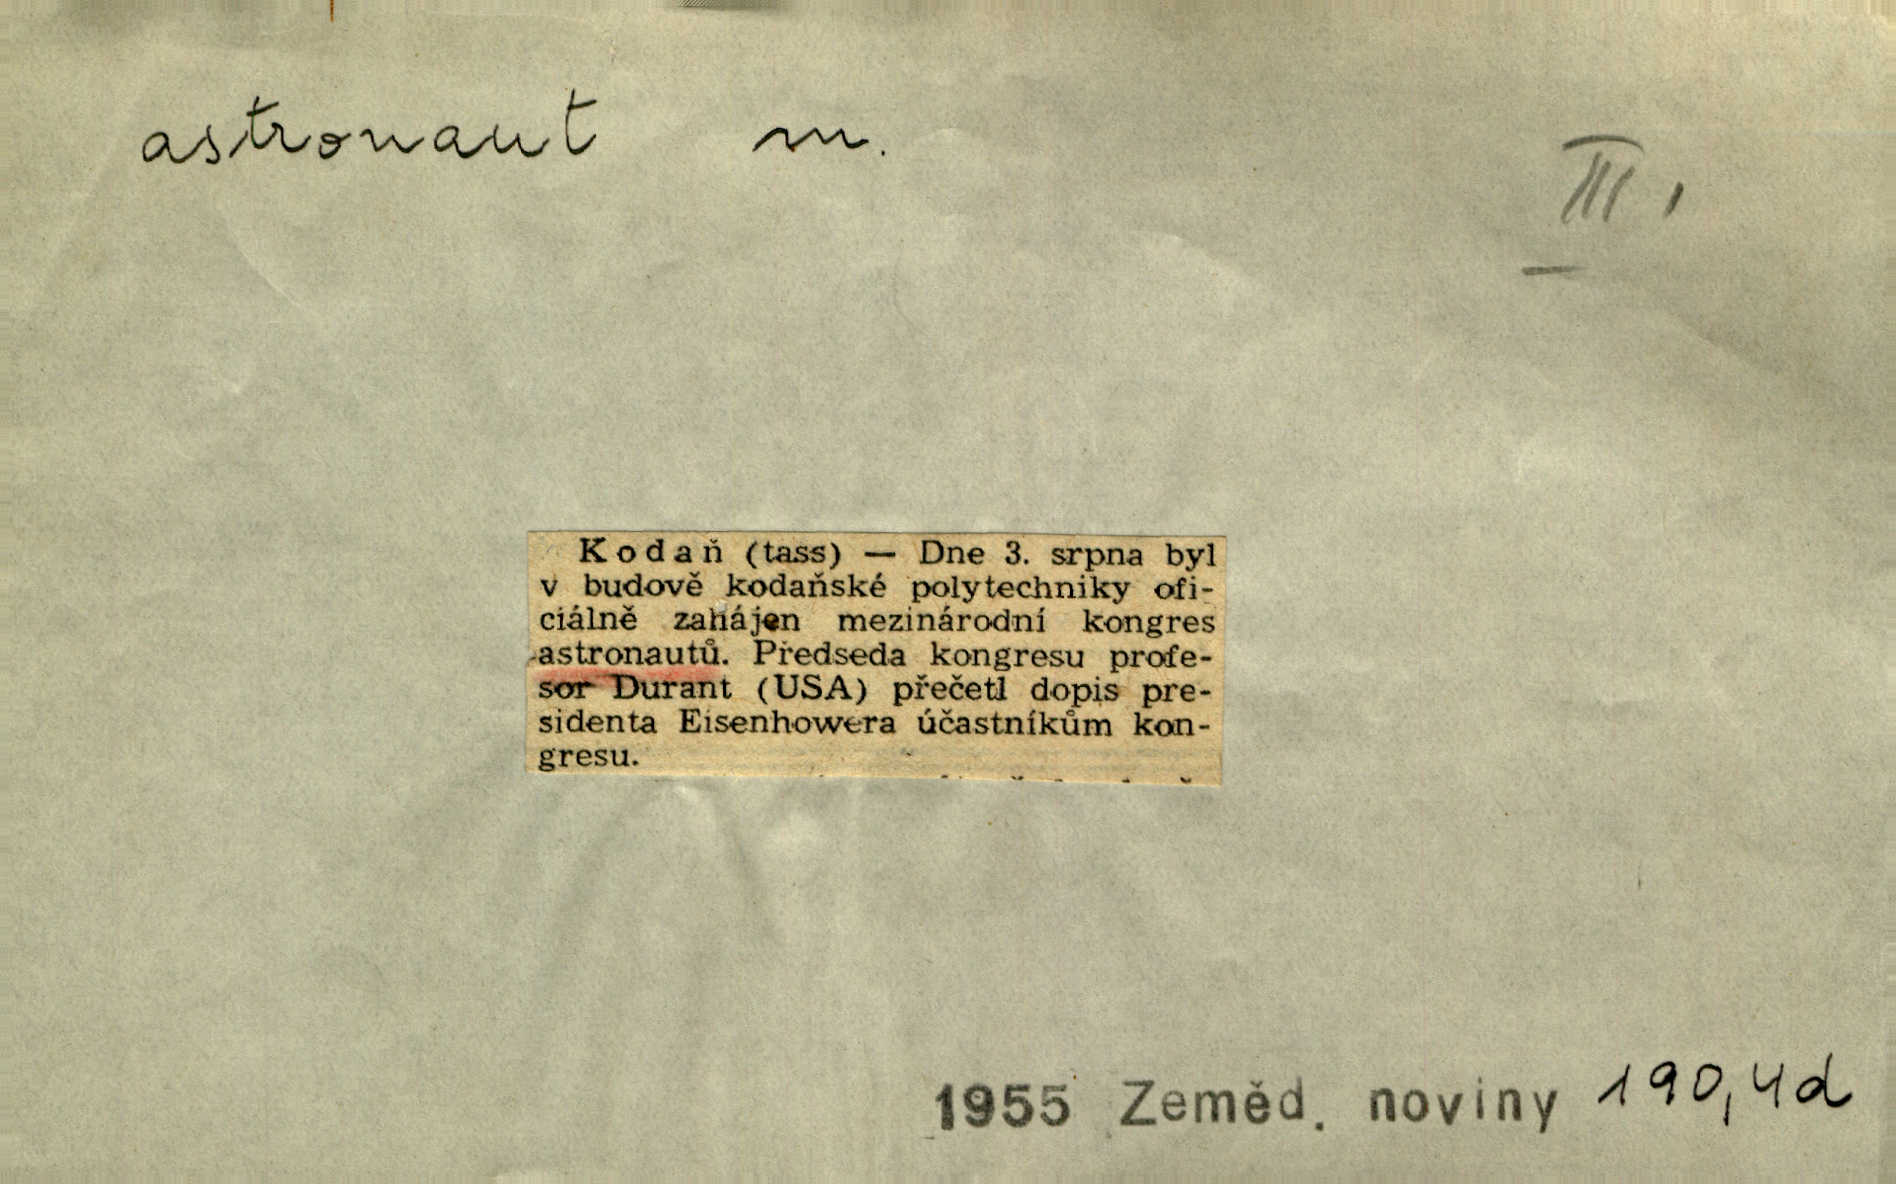 astronaut m.
III,
Kodaň (tass) — Dne 3. srpna byl
v budově kodaňské polytechniky ofi-
ciálně zahájen mezinárodní kongres
astronautů. Předseda kongresu profe-
sor Durant (USA) přečetl dopis pre-
sidenta Eisenhowera účastníkům kon-
gresu.
1955 Zeměd. noviny 190,4d